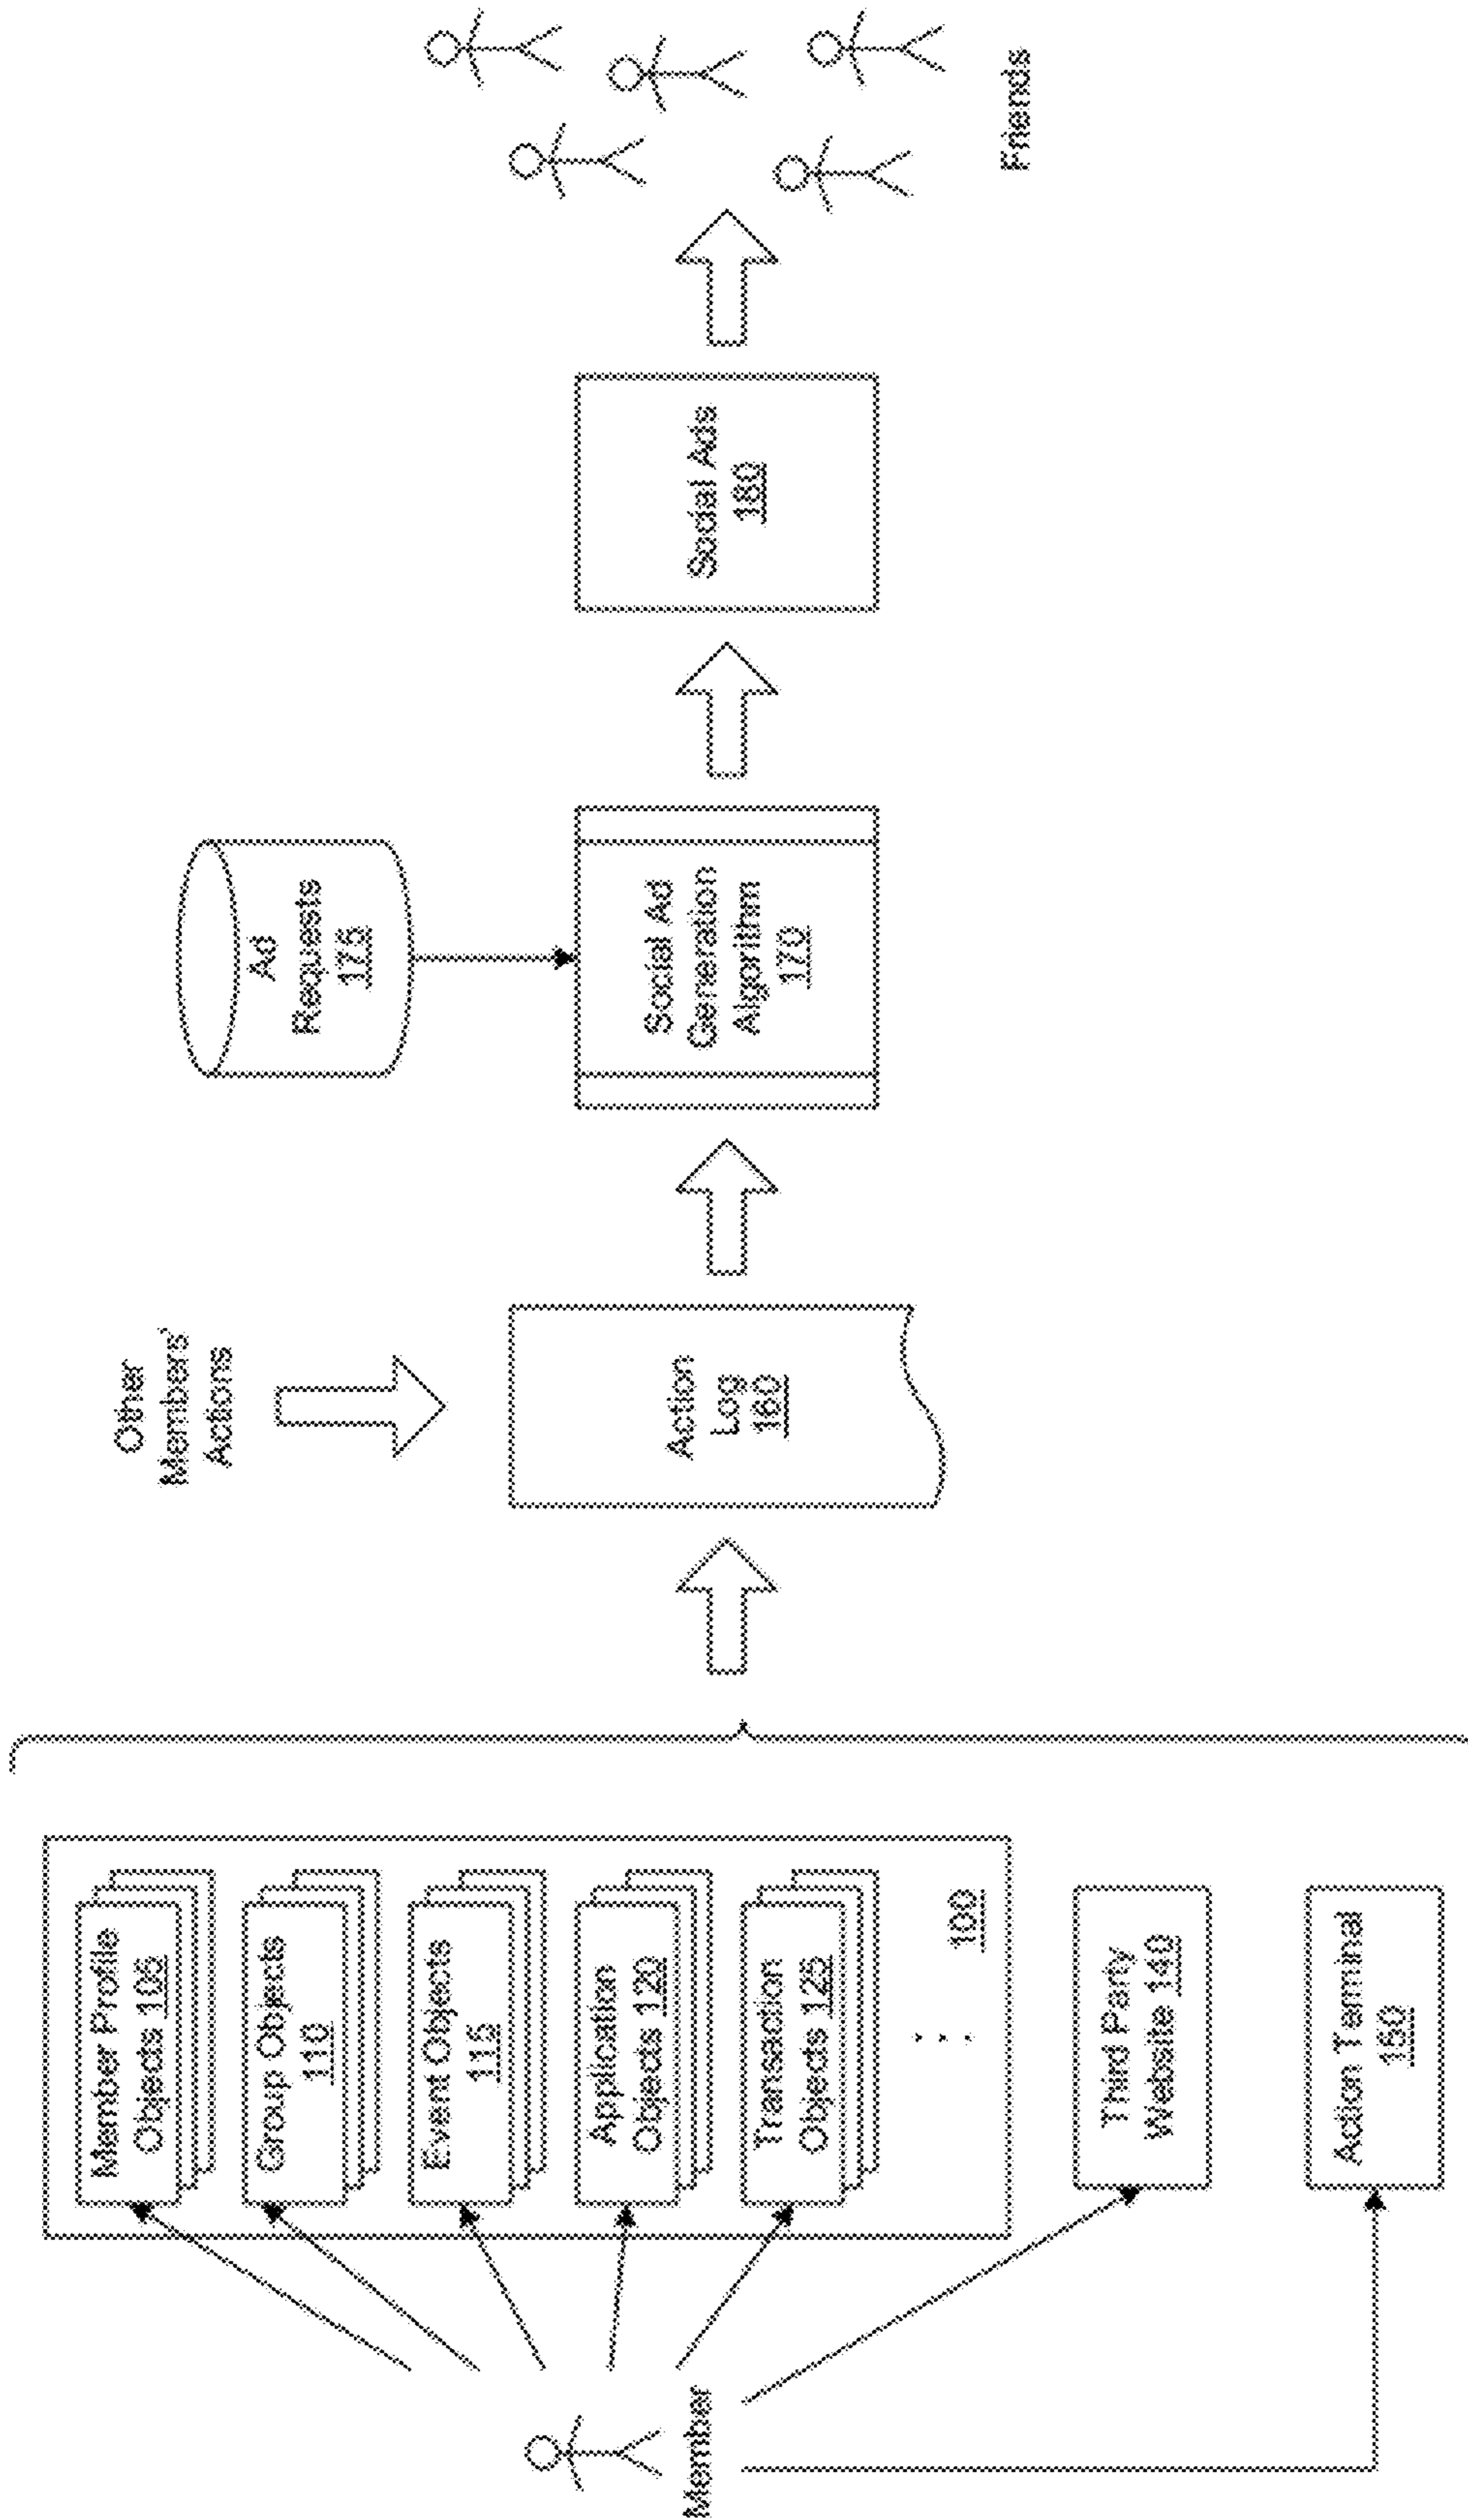 Member
Member Profile
Objects 105
Group Objects
110
Event Objects
115
Application
Objects 120
Transaction
Objects 125
. . .
100
Third Party
Website 140
Action Terminal
150
Other
Members'
Actions
Action
Log
160
Ad
Requests
175
Social Ad
Generation
Algorithm
170
Social Ads
180
Friends